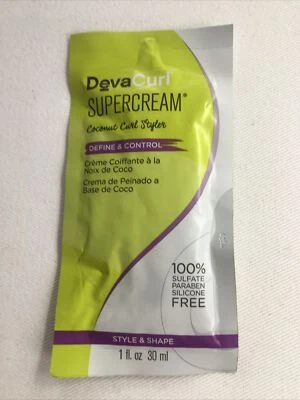 DevaCurl
SUPERCREAM®
Coconut Curl Styler
DEFINE & CONTROL
Crème Coiffante à la
Noix de Coco
Crema de Peinado a
Base de Coco
100%
SULFATE
PARABEN
SILICONE
FREE
STYLE & SHAPE
1 fl. oz 30 ml